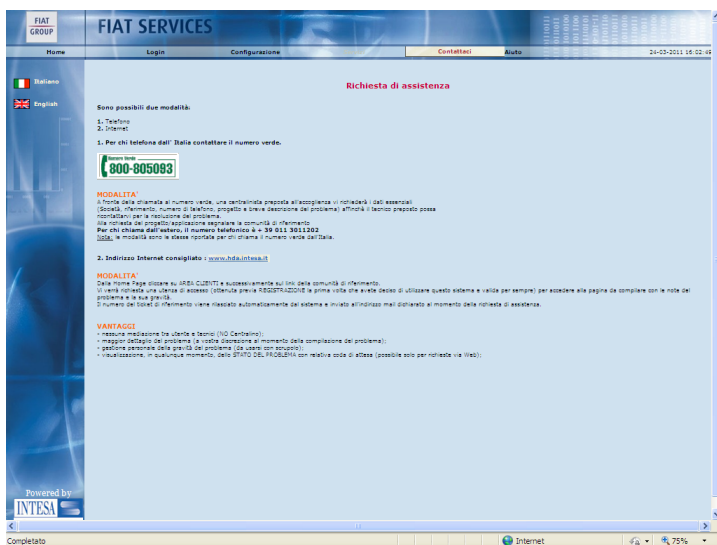 FIAT
GROUP
FIAT SERVICES
Home Login Configurazione Contattaci Aiuto 24-03-2011 16:02:49
Italiano
English
Richiesta di assistenza
Sono possibili due modalità.
1. Telefono
2. Internet
1. Per chi telefona dall' Italia contattare il numero verde.
Numero Verde
800-805093
MODALITA'
A fronte della chiamata al numero verde, una centralinista preposta all'accoglienza vi richiederà i dati essenziali
(Società, riferimento, numero di telefono, progetto e breve descrizione del problema) affinchè il tecnico preposto possa
ricontattarvi per la risoluzione del problema.
Alla richiesta del progetto/applicazione segnalare la comunità di riferimento
Per chi chiama dall'estero, il numero telefonico è + 39 011 3011202
Nota: le modalità sono le stesse riportate per chi chiama il numero verde dall'Italia.
2. Indirizzo Internet consigliato : www.hda.intesa.it
MODALITA'
Dalla Home Page cliccare su AREA CLIENTI e successivamente sul link della comunità di riferimento.
Vi verrà richiesta una utenza di accesso (ottenuta previa REGISTRAZIONE la prima volta che avete deciso di utilizzare questo sistema e valida per sempre) per accedere alla pagina da compilare con le note del
problema e la sua gravità.
Il numero del ticket di riferimento viene rilasciato automaticamente dal sistema e inviato all'indirizzo mail dichiarato al momento della richiesta di assistenza.
VANTAGGI
- nessuna mediazione tra utente e tecnici (NO Centralino);
- maggior dettaglio del problema (a vostra discrezione al momento della compilazione del problema);
- gestione personale della gravità del problema (da usarsi con scrupolo);
- visualizzazione, in qualunque momento, dello STATO DEL PROBLEMA con relativa coda di attesa (possibile solo per richieste via Web);
Powered by
INTESA
Completato Internet 75%